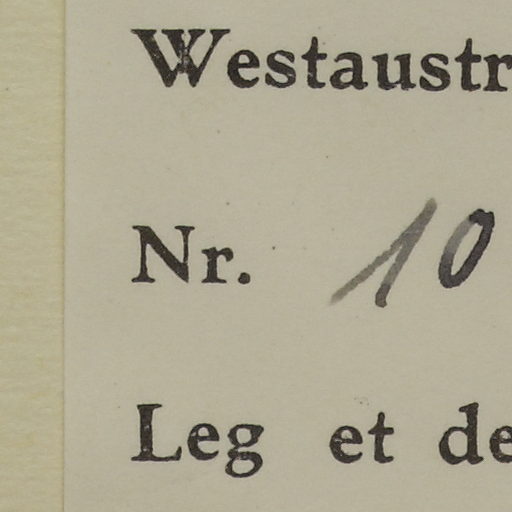 Westaustr
Nr. 10
Leg et de